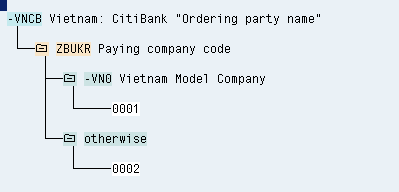 -VNCB Vietnam: CitiBank "Ordering party name"
ZBUKR Paying company code
-VN0 Vietnam Model Company
0001
otherwise
0002